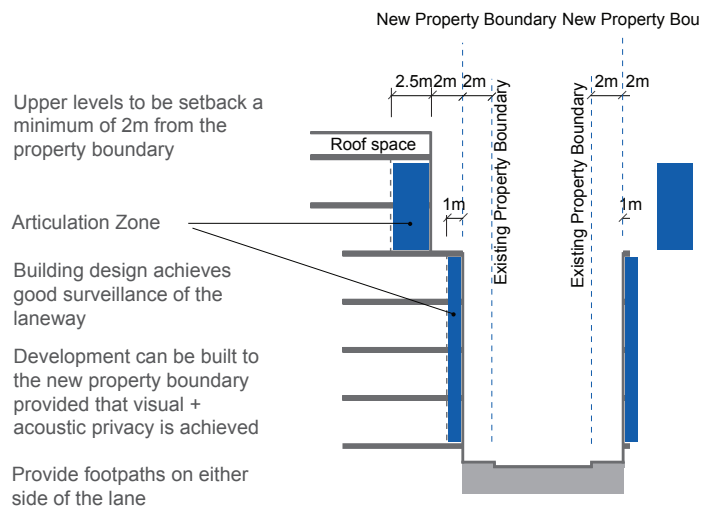 New Property Boundary New Property Bou
2.5m 2m 2m 2m 2m
Upper levels to be setback a
minimum of 2m from the
property boundary
Roof space
Existing Property Boundary
Existing Property Boundary
1m 1m
Articulation Zone
Building design achieves
good surveillance of the
laneway
Development can be built to
the new property boundary
provided that visual +
acoustic privacy is achieved
Provide footpaths on either
side of the lane